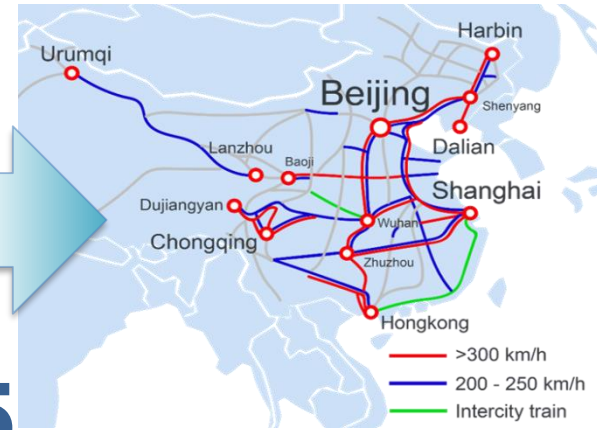 Harbin
Urumqi
Beijing
Shenyang
Lanzhou
Baoji
Dalian
Dujiangyan
Shanghai
Wuhan
Chongqing
Zhuzhou
Hongkong
>300 km/h
200 - 250 km/h
Intercity train
5